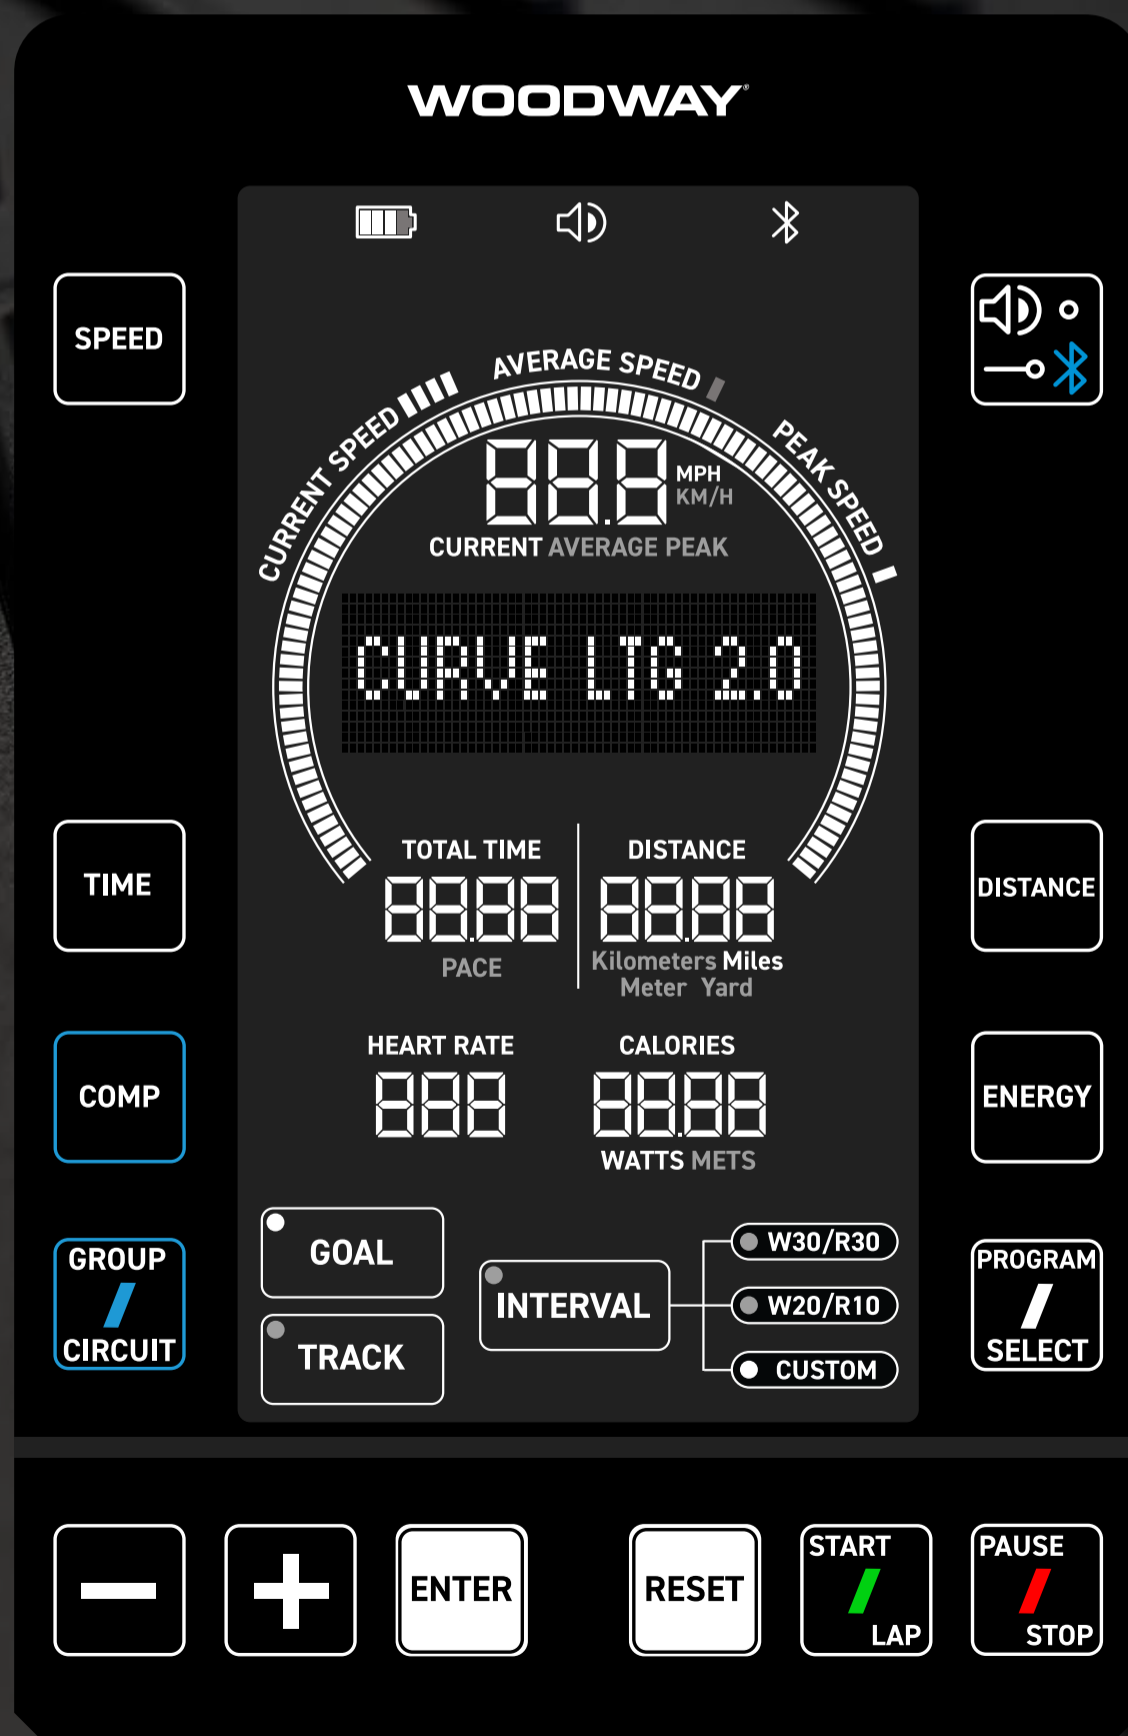 WOODWAY®
SPEED
CURRENT SPEED
AVERAGE SPEED
PEAK SPEED
88.8
MPH
KM/H
CURRENT AVERAGE PEAK
CURVE LTG 2.0
TIME
TOTAL TIME
88.88
PACE
DISTANCE
88.88
Kilometers Miles
Meter Yard
DISTANCE
COMP
HEART RATE
888
CALORIES
88.88
WATTS METS
ENERGY
GROUP
CIRCUIT
GOAL
TRACK
INTERVAL
W30/R30
W20/R10
CUSTOM
PROGRAM
SELECT
ENTER
RESET
START
LAP
PAUSE
STOP